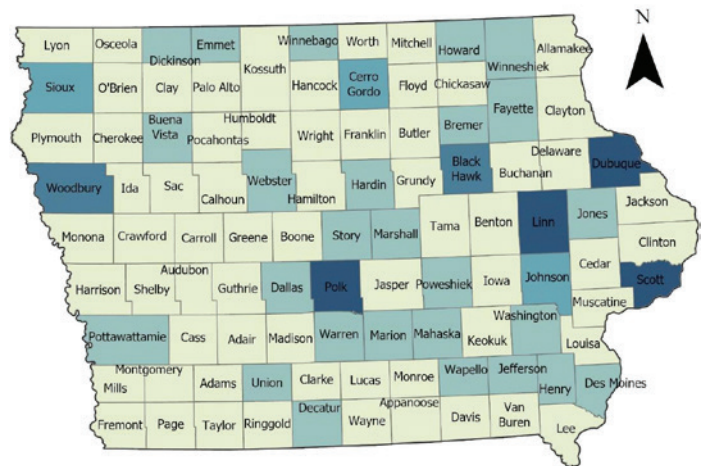 N
Lyon
Osceola
Dickinson
Emmet
Winnebago
Worth
Mitchell
Howard
Winneshiek
Allamakee
Sioux
O'Brien
Clay
Palo Alto
Kossuth
Hancock
Cerro
Gordo
Floyd
Chickasaw
Fayette
Clayton
Plymouth
Cherokee
Buena
Vista
Pocahontas
Humboldt
Wright
Franklin
Butler
Bremer
Woodbury
Ida
Sac
Calhoun
Webster
Hamilton
Hardin
Grundy
Black
Hawk
Buchanan
Delaware
Dubuque
Monona
Crawford
Carroll
Greene
Boone
Story
Marshall
Tama
Benton
Linn
Jones
Jackson
Clinton
Harrison
Shelby
Audubon
Guthrie
Dallas
Polk
Jasper
Poweshiek
Iowa
Johnson
Cedar
Scott
Muscatine
Pottawattamie
Cass
Adair
Madison
Warren
Marion
Mahaska
Keokuk
Washington
Louisa
Mills
Montgomery
Adams
Union
Clarke
Lucas
Monroe
Wapello
Jefferson
Henry
Des Moines
Fremont
Page
Taylor
Ringgold
Decatur
Wayne
Appanoose
Davis
Van
Buren
Lee